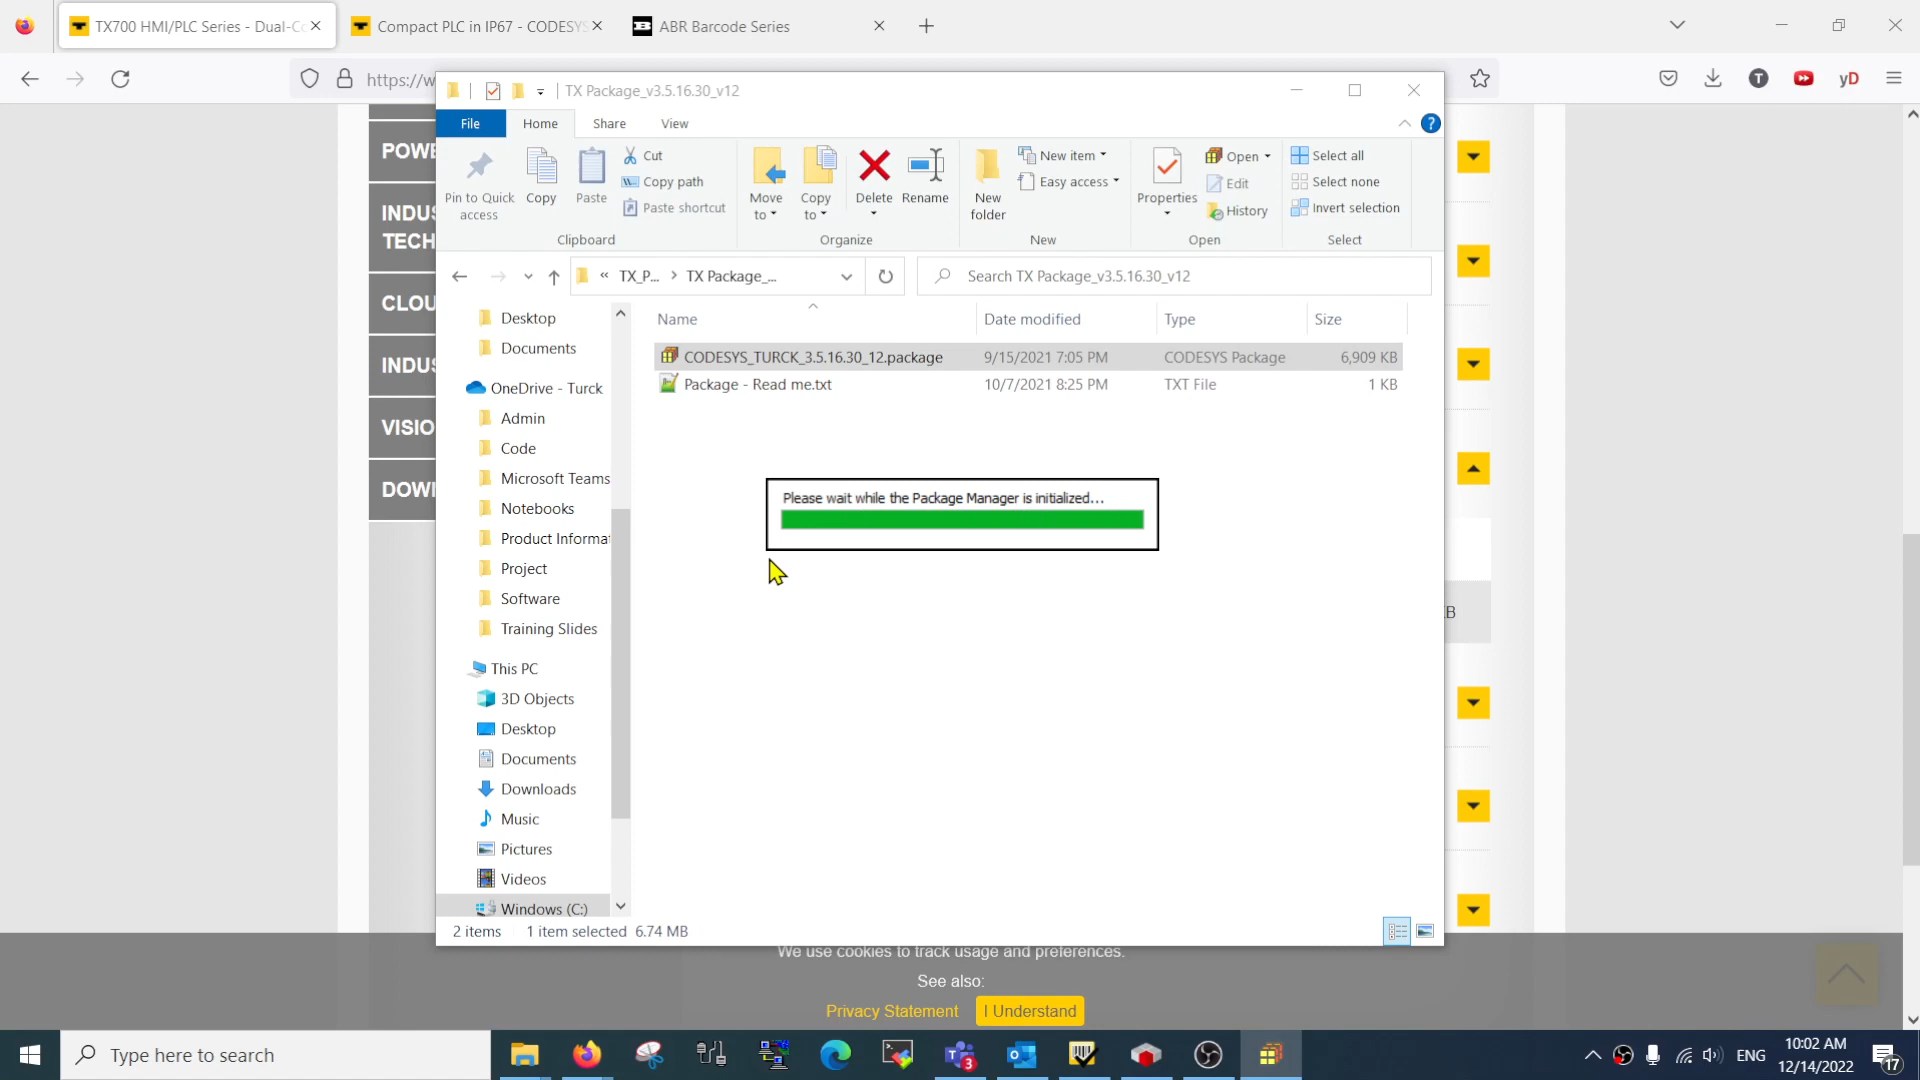 TX700 HMI/PLC Series - Dual-Co
Compact PLC in IP67 - CODESYS
ABR Barcode Series
https://w
yD
TX Package_v3.5.16.30_v12
File
Home
Share
View
Pin to Quick access
Copy
Paste
Cut
Copy path
Paste shortcut
Move to
Copy to
Delete
Rename
New folder
New item
Easy access
Properties
Open
Edit
History
Select all
Select none
Invert selection
Clipboard
Organize
New
Open
Select
« TX_P... > TX Package_...
Search TX Package_v3.5.16.30_v12
Name
Date modified
Type
Size
CODESYS_TURCK_3.5.16.30_12.package
9/15/2021 7:05 PM
CODESYS Package
6,909 KB
Package - Read me.txt
10/7/2021 8:25 PM
TXT File
1 KB
Desktop
Documents
OneDrive - Turck
Admin
Code
Microsoft Teams
Notebooks
Product Informat
Project
Software
Training Slides
This PC
3D Objects
Desktop
Documents
Downloads
Music
Pictures
Videos
Windows (C:)
Please wait while the Package Manager is initialized...
2 items
1 item selected 6.74 MB
POWE
INDUS
TECH
CLOU
INDUS
VISIO
DOWN
B
We use cookies to track usage and preferences.
See also:
Privacy Statement
I Understand
Type here to search
3
ENG
10:02 AM
12/14/2022
17